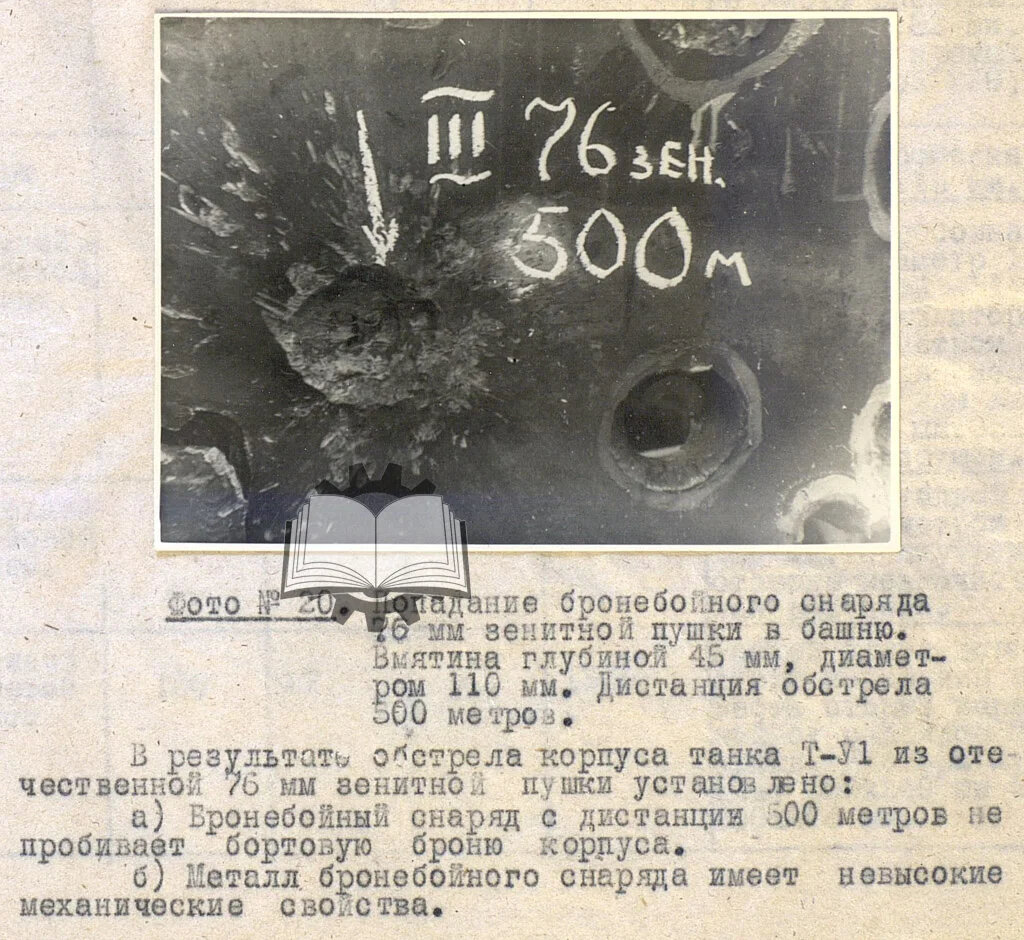 III 76 ЗЕН.
500 м
Фото № 20. Попадание бронебойного снаряда
76 мм зенитной пушки в башню.
Вмятина глубиной 45 мм, диамет-
ром 110 мм. Дистанция обстрела
500 метров.
В результате обстрела корпуса танка Т-У1 из оте-
чественной 76 мм зенитной пушки установлено:
а) Бронебойный снаряд с дистанции 500 метров не
пробивает бортовую броню корпуса.
б) Металл бронебойного снаряда имеет невысокие
механические свойства.